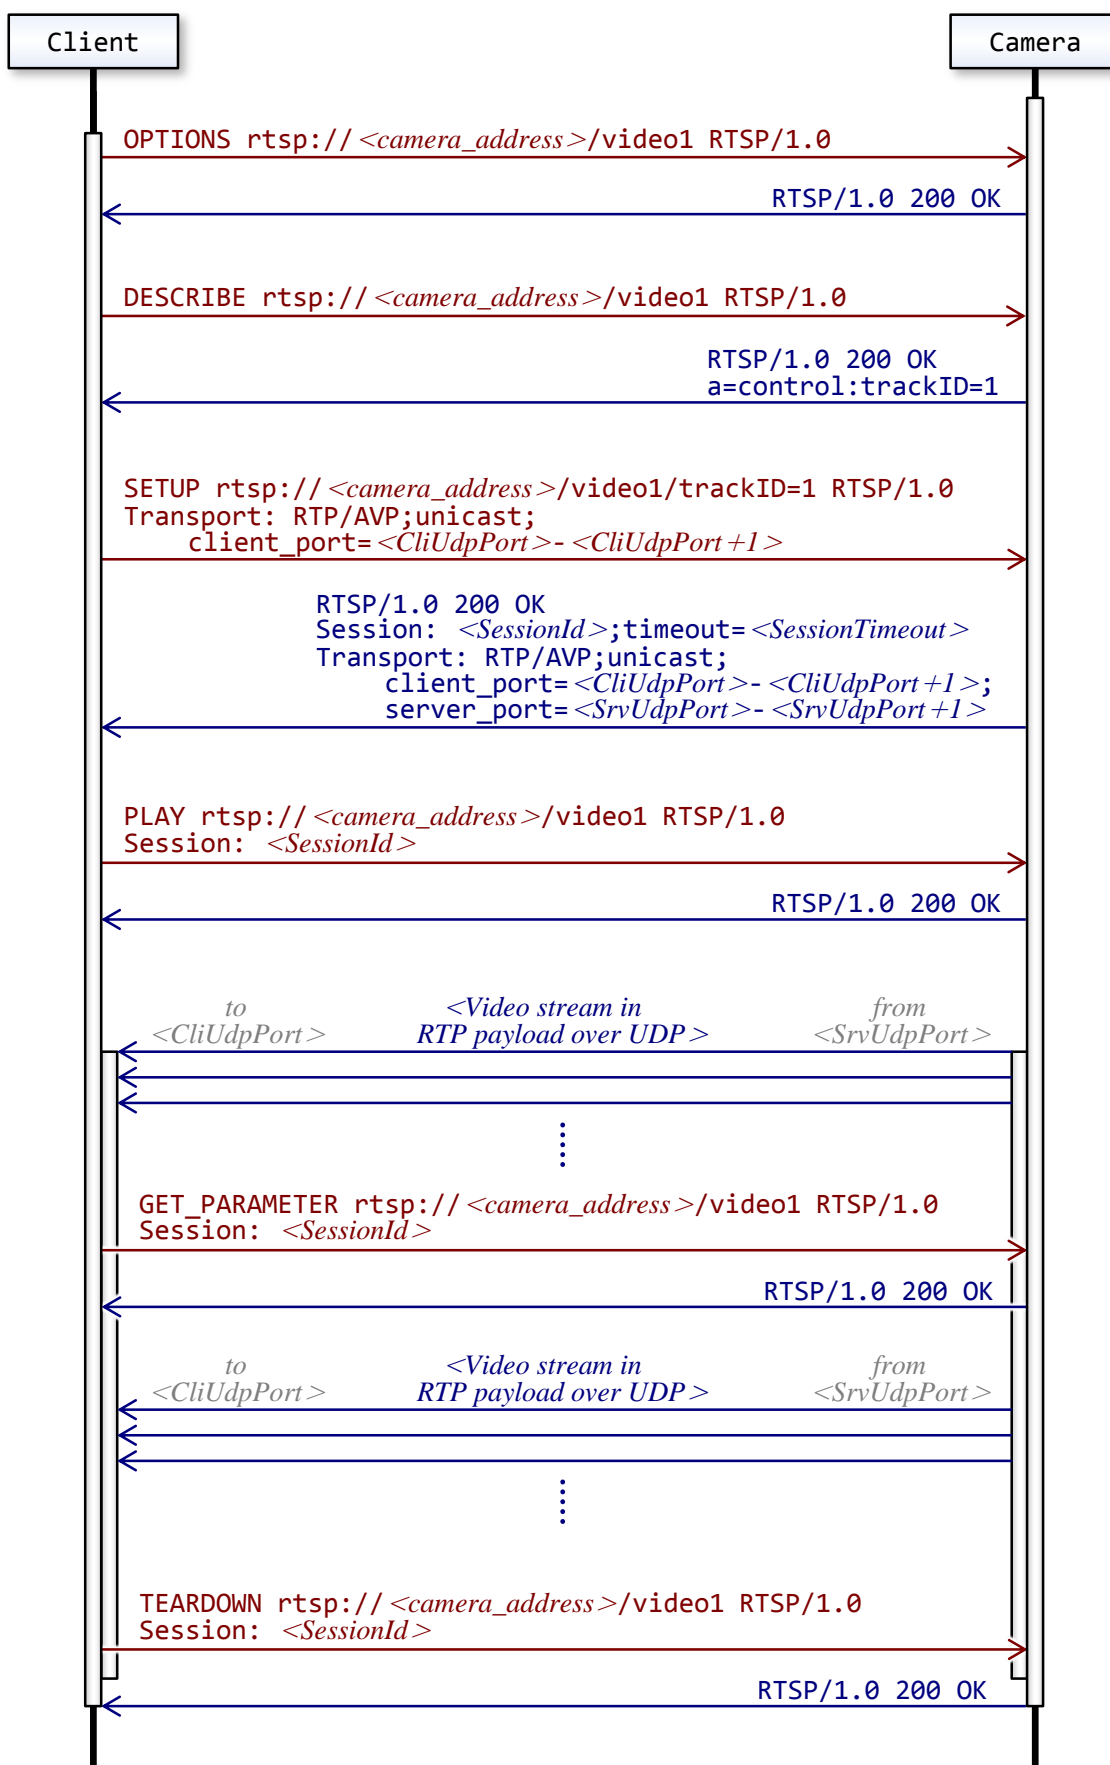 Client
Camera
OPTIONS rtsp://<camera_address>/video1 RTSP/1.0
RTSP/1.0 200 OK
DESCRIBE rtsp://<camera_address>/video1 RTSP/1.0
RTSP/1.0 200 OK
a=control:trackID=1
SETUP rtsp://<camera_address>/video1/trackID=1 RTSP/1.0
Transport: RTP/AVP;unicast;
client_port=<CliUdpPort>-<CliUdpPort+1>
RTSP/1.0 200 OK
Session: <SessionId>;timeout=<SessionTimeout>
Transport: RTP/AVP;unicast;
client_port=<CliUdpPort>-<CliUdpPort+1>;
server_port=<SrvUdpPort>-<SrvUdpPort+1>
PLAY rtsp://<camera_address>/video1 RTSP/1.0
Session: <SessionId>
RTSP/1.0 200 OK
to
<CliUdpPort>
<Video stream in
RTP payload over UDP>
from
<SrvUdpPort>
GET_PARAMETER rtsp://<camera_address>/video1 RTSP/1.0
Session: <SessionId>
RTSP/1.0 200 OK
to
<CliUdpPort>
<Video stream in
RTP payload over UDP>
from
<SrvUdpPort>
TEARDOWN rtsp://<camera_address>/video1 RTSP/1.0
Session: <SessionId>
RTSP/1.0 200 OK